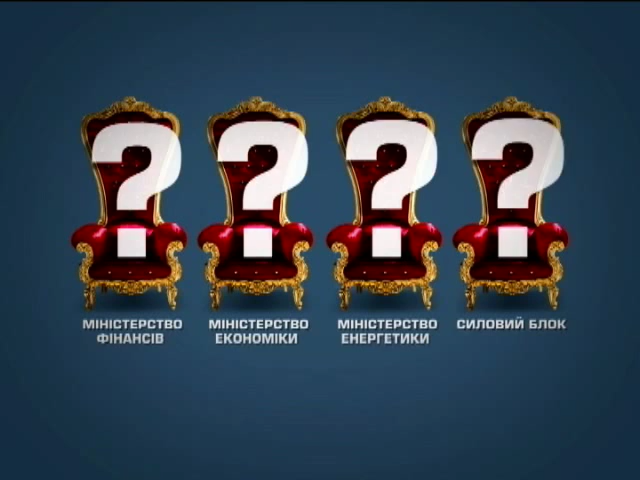 ? ? ? ?
МІНІСТЕРСТВО
ФІНАНСІВ
МІНІСТЕРСТВО
ЕКОНОМІКИ
МІНІСТЕРСТВО
ЕНЕРГЕТИКИ
СИЛОВИЙ БЛОК